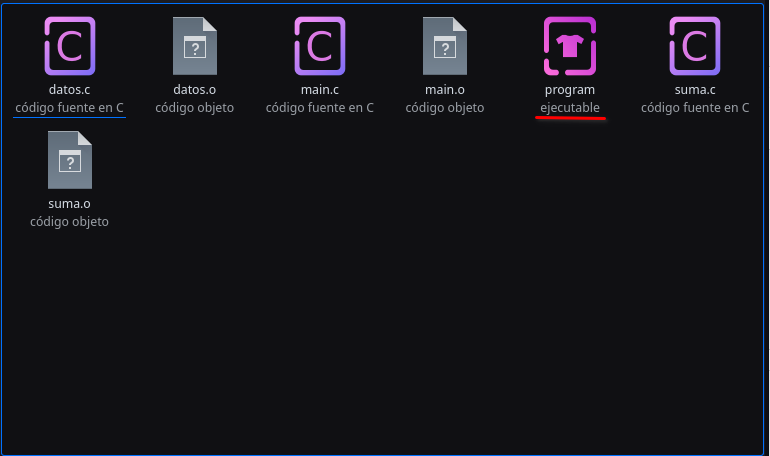 C
?
C
?
C
datos.c
datos.o
main.c
main.o
program
suma.c
código fuente en C
código objeto
código fuente en C
código objeto
ejecutable
código fuente en C
?
suma.o
código objeto